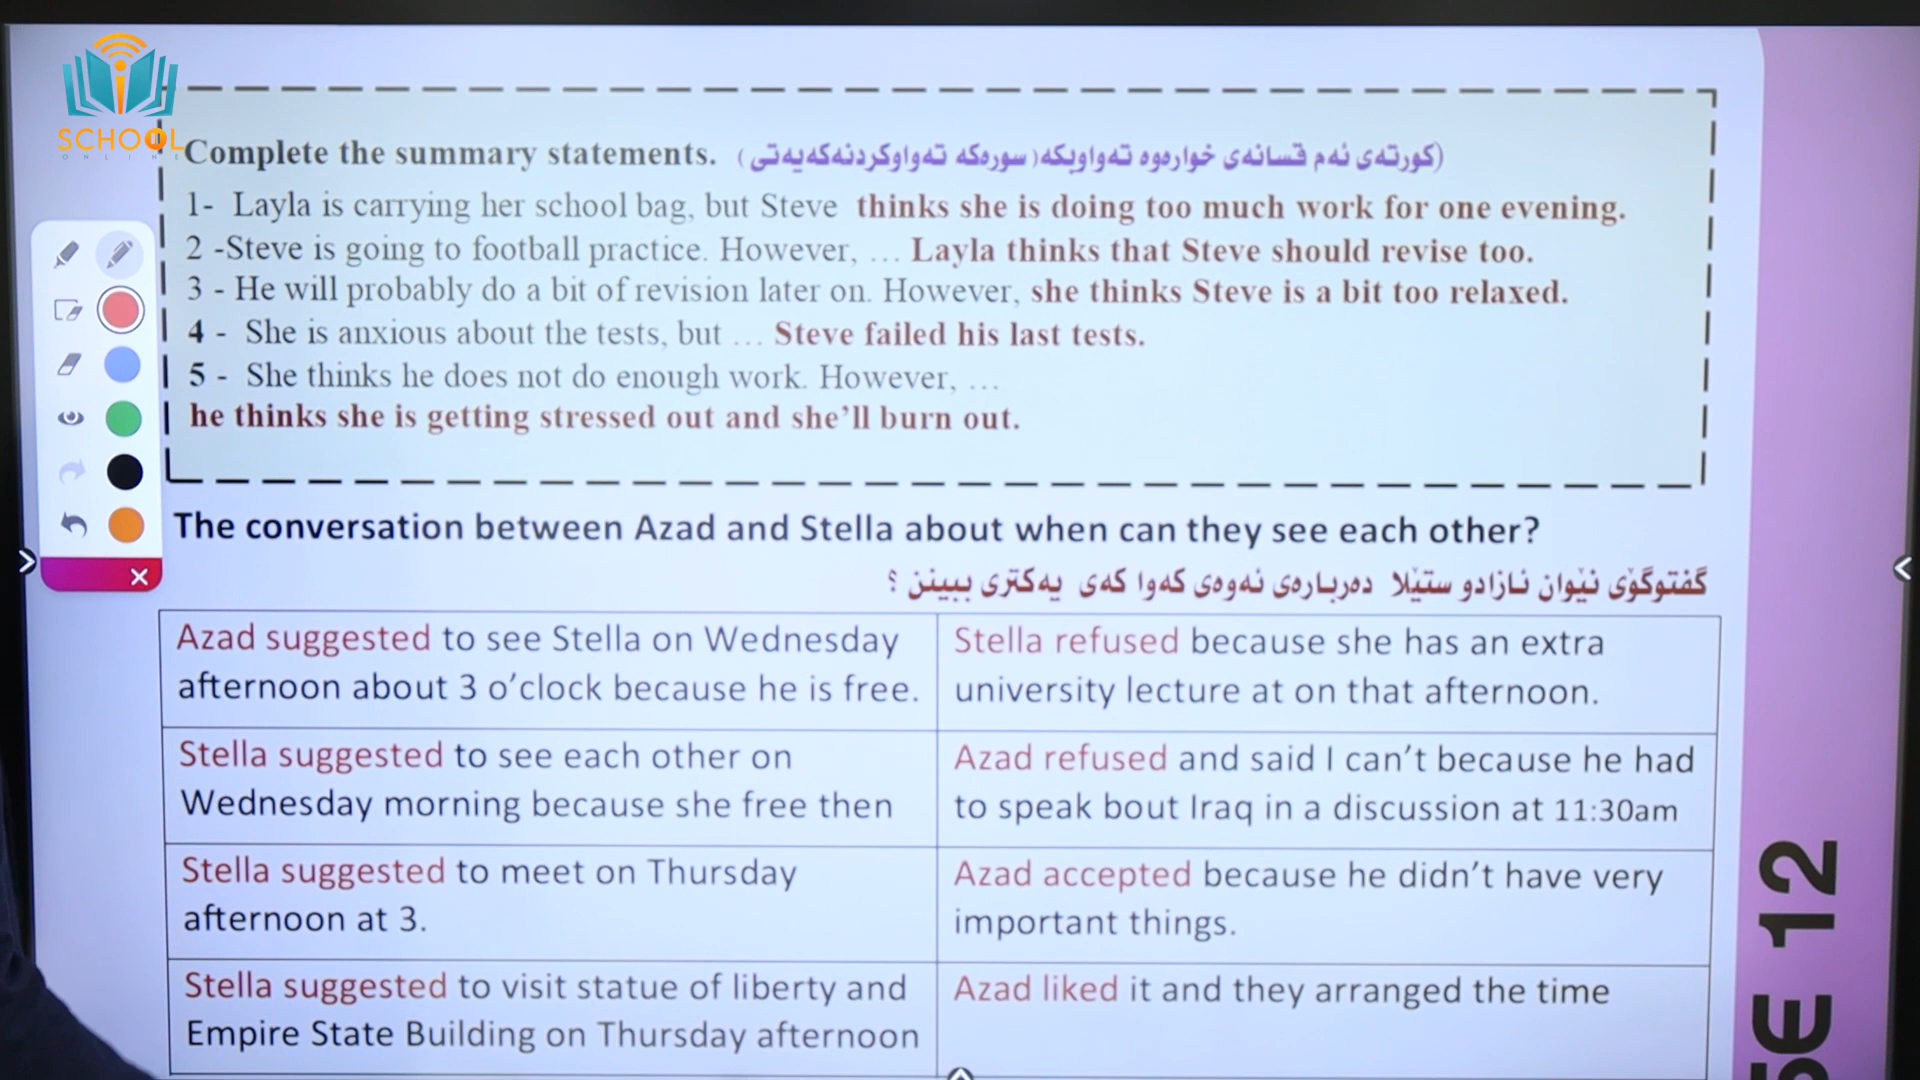 SCHOOL
ONLINE
Complete the summary statements. (کورتەی ئەم قسانەی خوارەوە تەواوبکە(سورەکە تەواوکردنەکەیەتی)
1- Layla is carrying her school bag, but Steve thinks she is doing too much work for one evening.
2 -Steve is going to football practice. However, … Layla thinks that Steve should revise too.
3 - He will probably do a bit of revision later on. However, she thinks Steve is a bit too relaxed.
4 - She is anxious about the tests, but … Steve failed his last tests.
5 - She thinks he does not do enough work. However, …
he thinks she is getting stressed out and she’ll burn out.
The conversation between Azad and Stella about when can they see each other?
گفتوگۆی نێوان ئازادو ستێلا دەربارەی ئەوەی کەوا کەی یەکتری ببینن ؟
Azad suggested to see Stella on Wednesday
afternoon about 3 o’clock because he is free.
Stella refused because she has an extra
university lecture at on that afternoon.
Stella suggested to see each other on
Wednesday morning because she free then
Azad refused and said I can’t because he had
to speak bout Iraq in a discussion at 11:30am
Stella suggested to meet on Thursday
afternoon at 3.
Azad accepted because he didn’t have very
important things.
Stella suggested to visit statue of liberty and
Empire State Building on Thursday afternoon
Azad liked it and they arranged the time
12